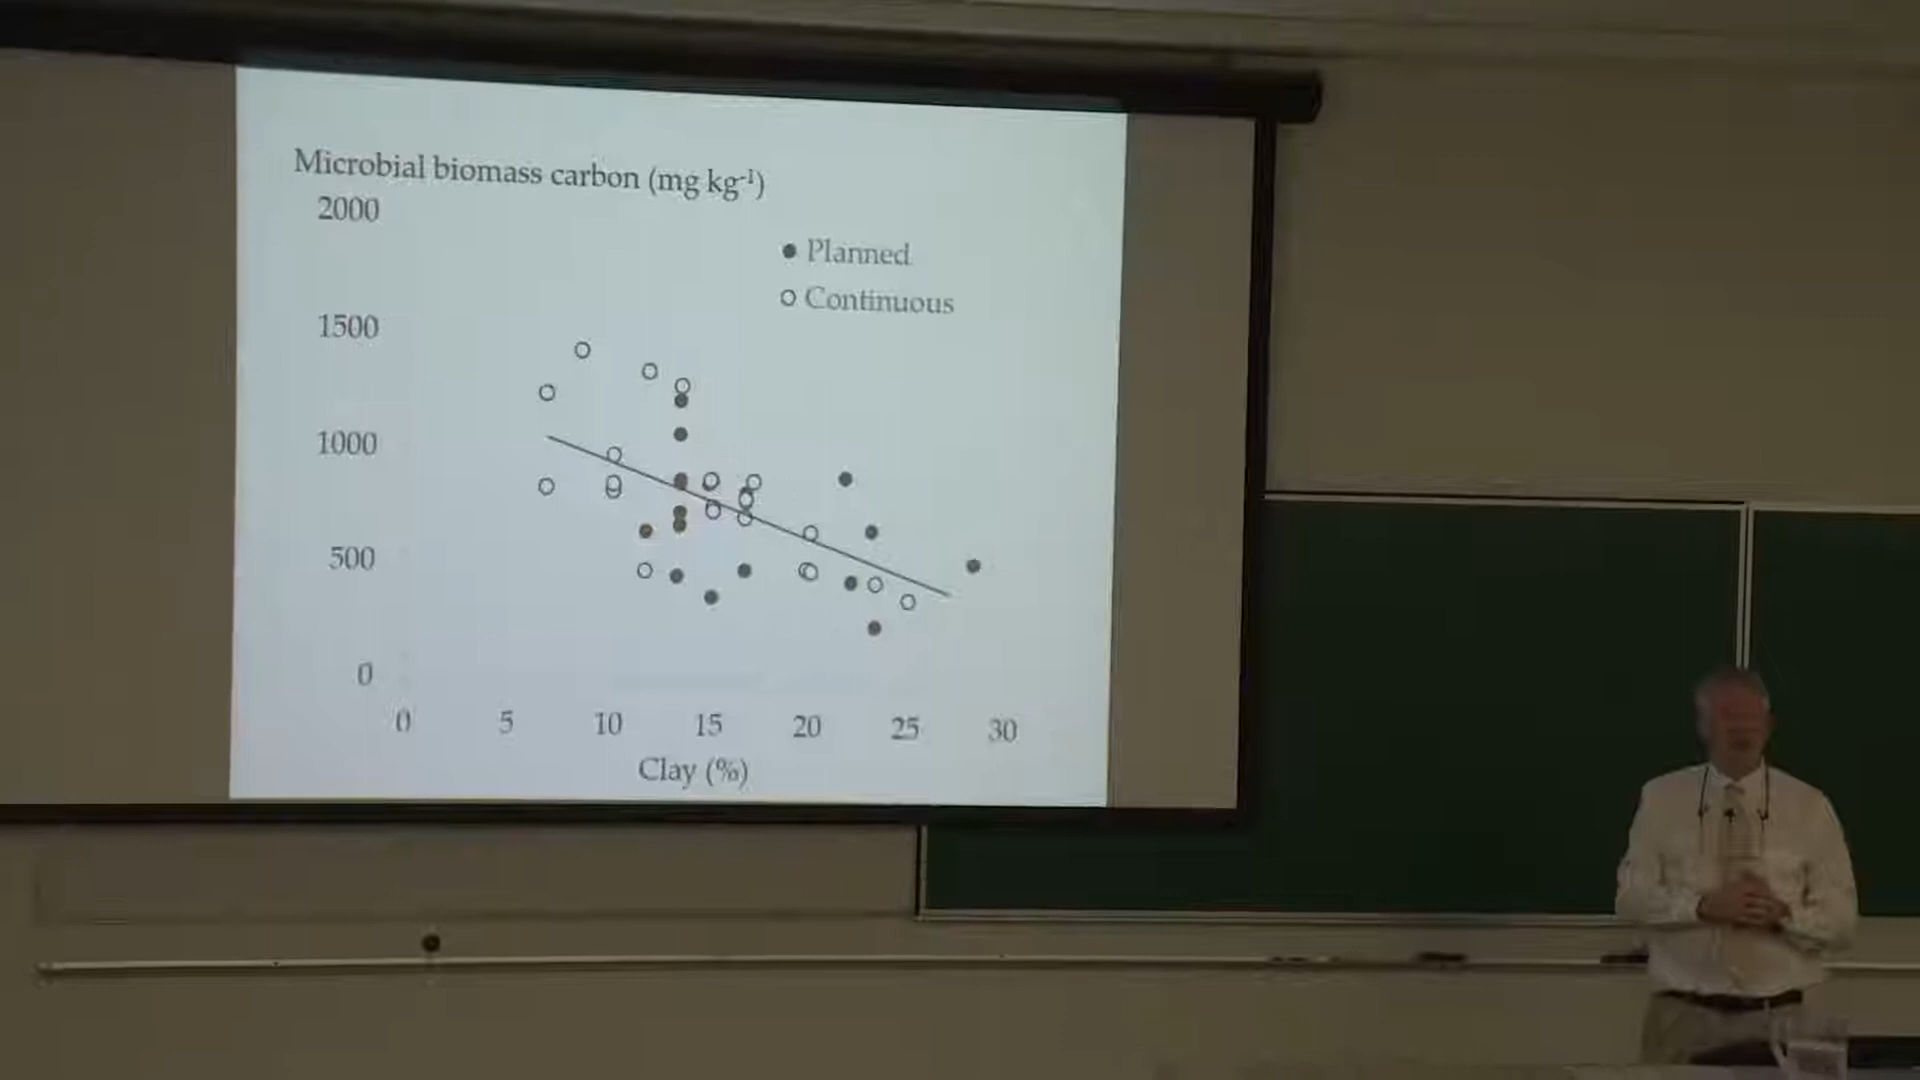 Microbial biomass carbon (mg kg⁻¹)
2000
● Planned
○ Continuous
1500
1000
500
0
0 5 10 15 20 25 30
Clay (%)